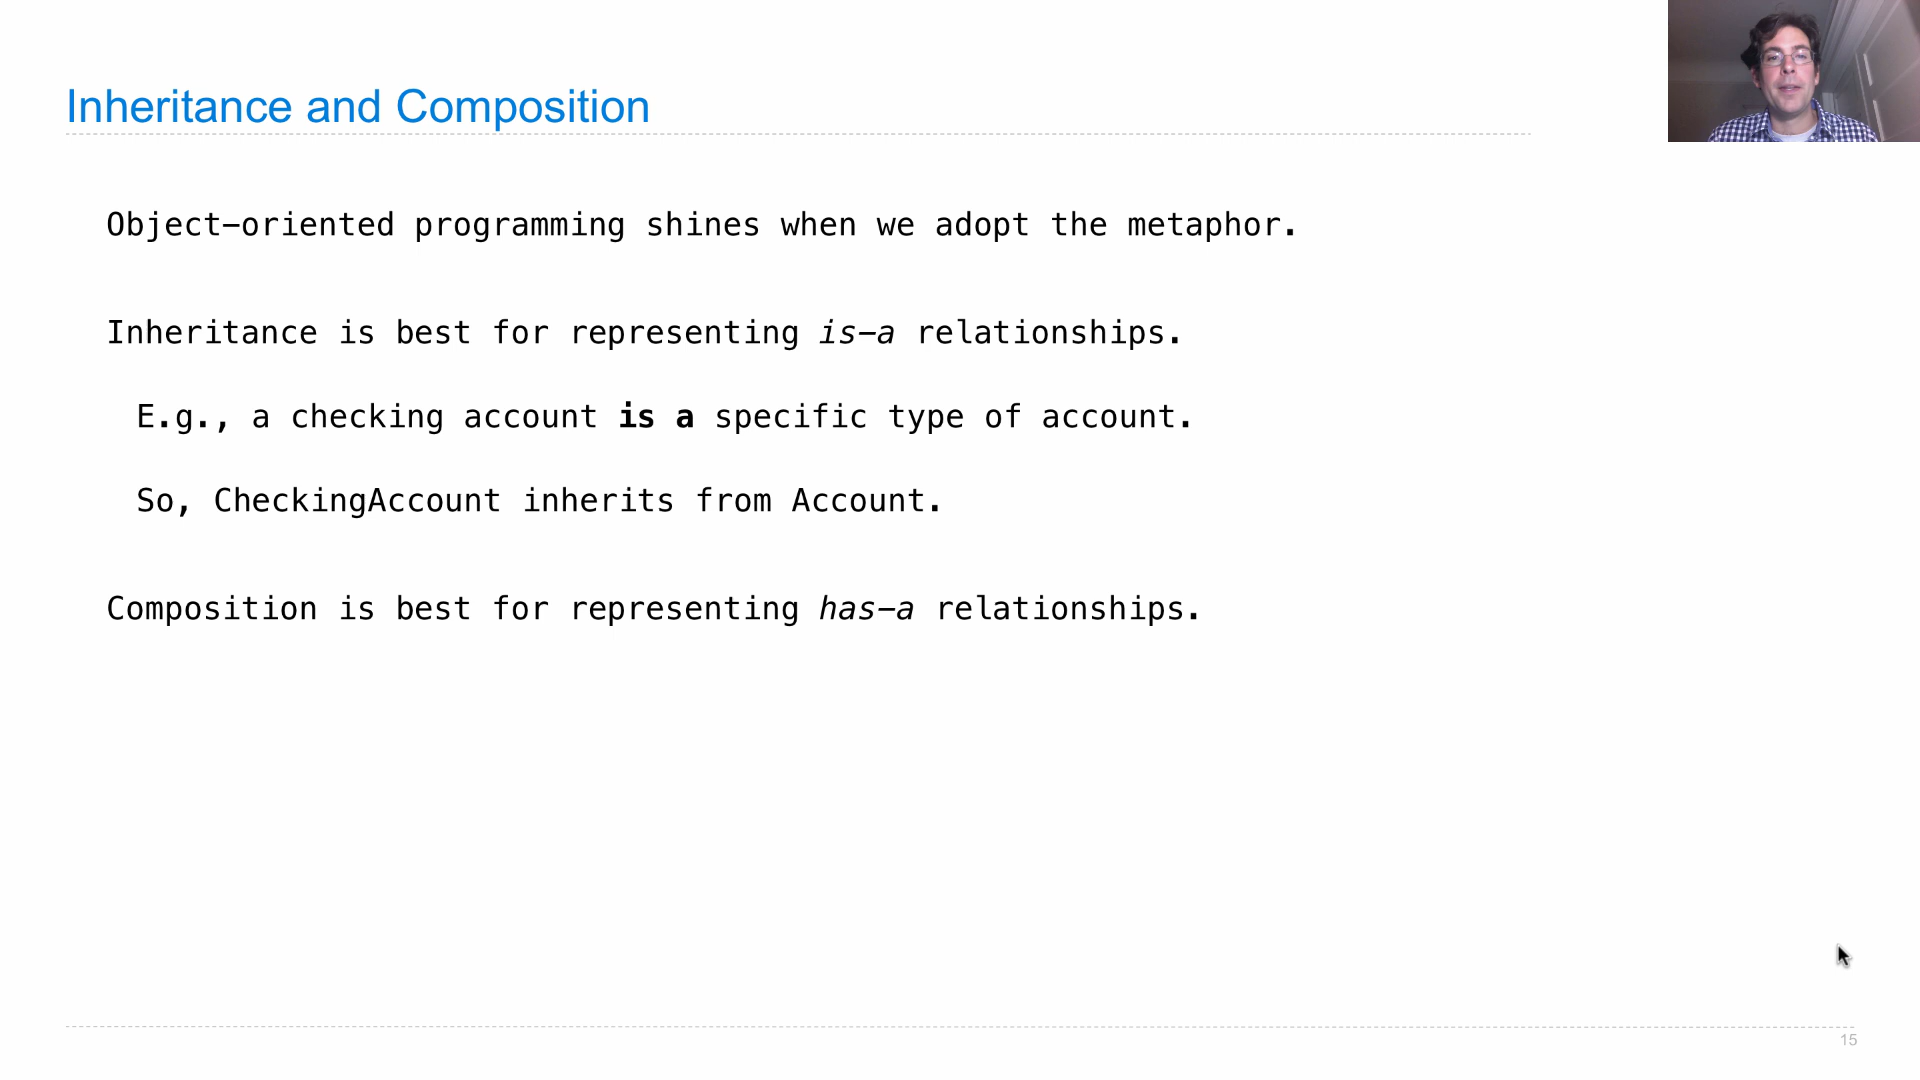 Inheritance and Composition
Object-oriented programming shines when we adopt the metaphor.
Inheritance is best for representing is-a relationships.
E.g., a checking account is a specific type of account.
So, CheckingAccount inherits from Account.
Composition is best for representing has-a relationships.
15